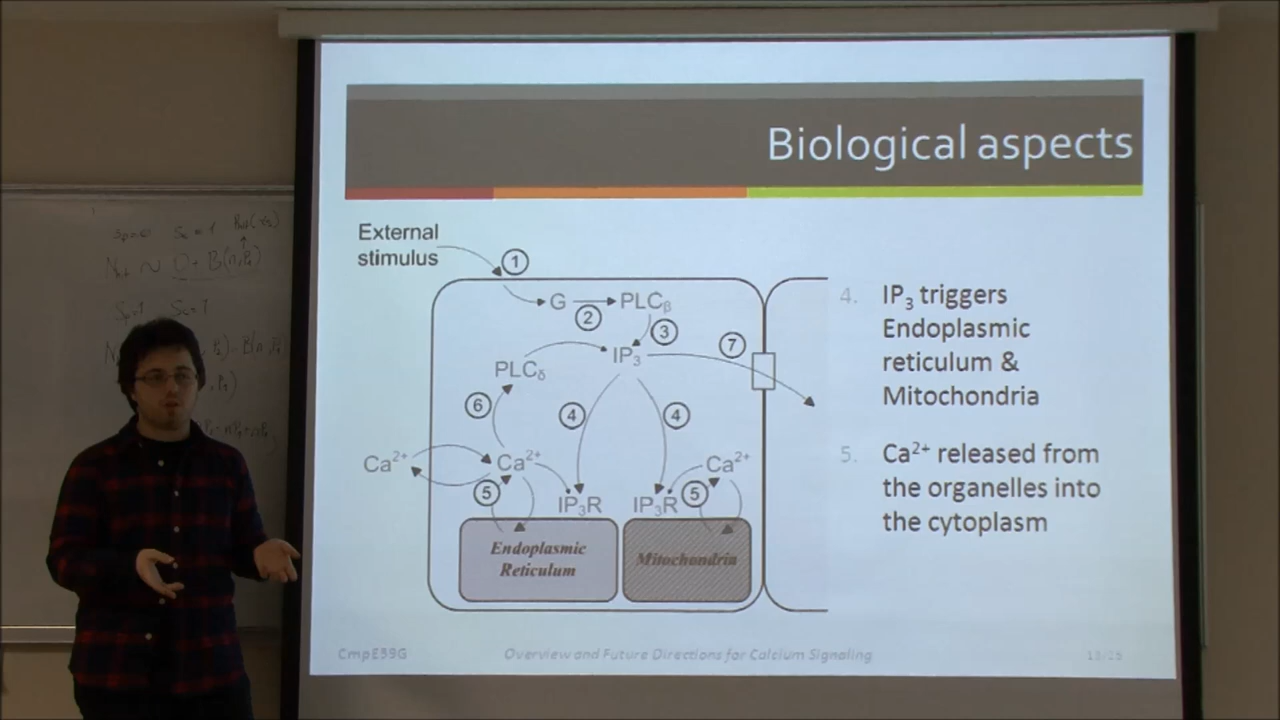 Biological aspects
External
stimulus
1
G
2
PLCβ
3
IP3
7
PLCδ
6
4
4
Ca2+
Ca2+
Ca2+
5
IP3R
IP3R
5
Endoplasmic
Reticulum
Mitochondria
4. IP3 triggers
Endoplasmic
reticulum &
Mitochondria
5. Ca2+ released from
the organelles into
the cytoplasm
CmpE59G
Overview and Future Directions for Calcium Signaling